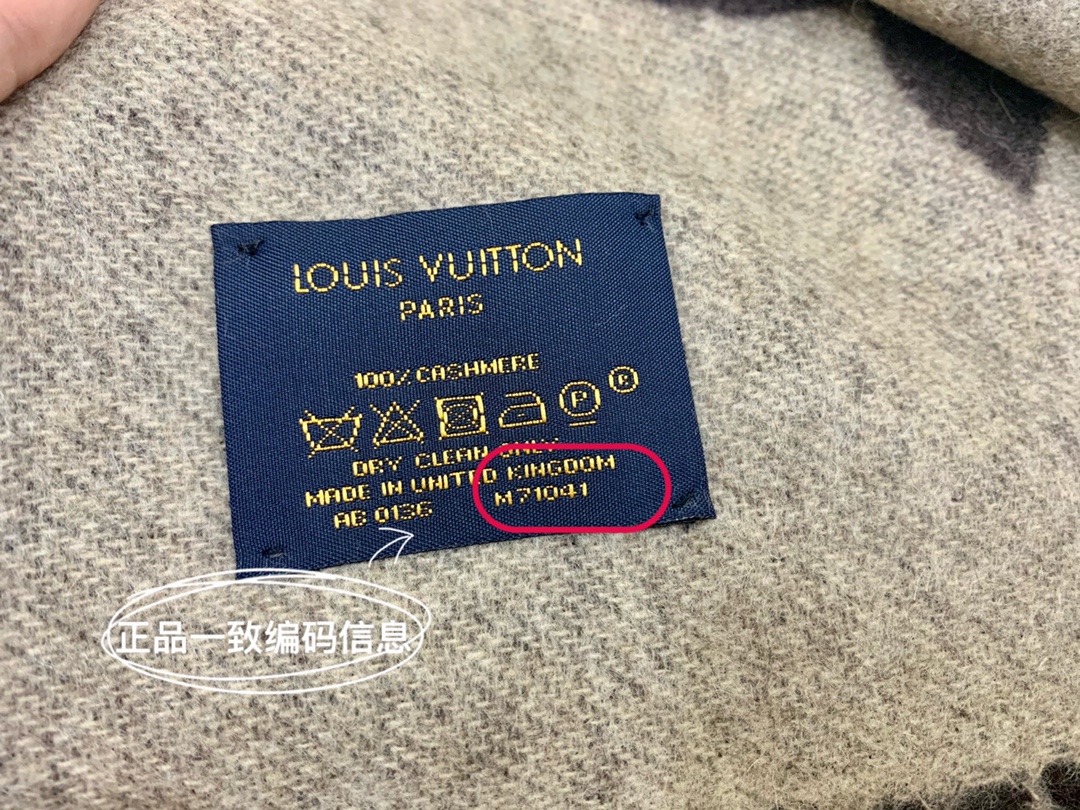 LOUIS VUITTON
PARIS
100% CASHMERE
P
R
DRY CLEAN ONLY
MADE IN UNITED KINGDOM
AB 0136
M71041
正品一致编码信息